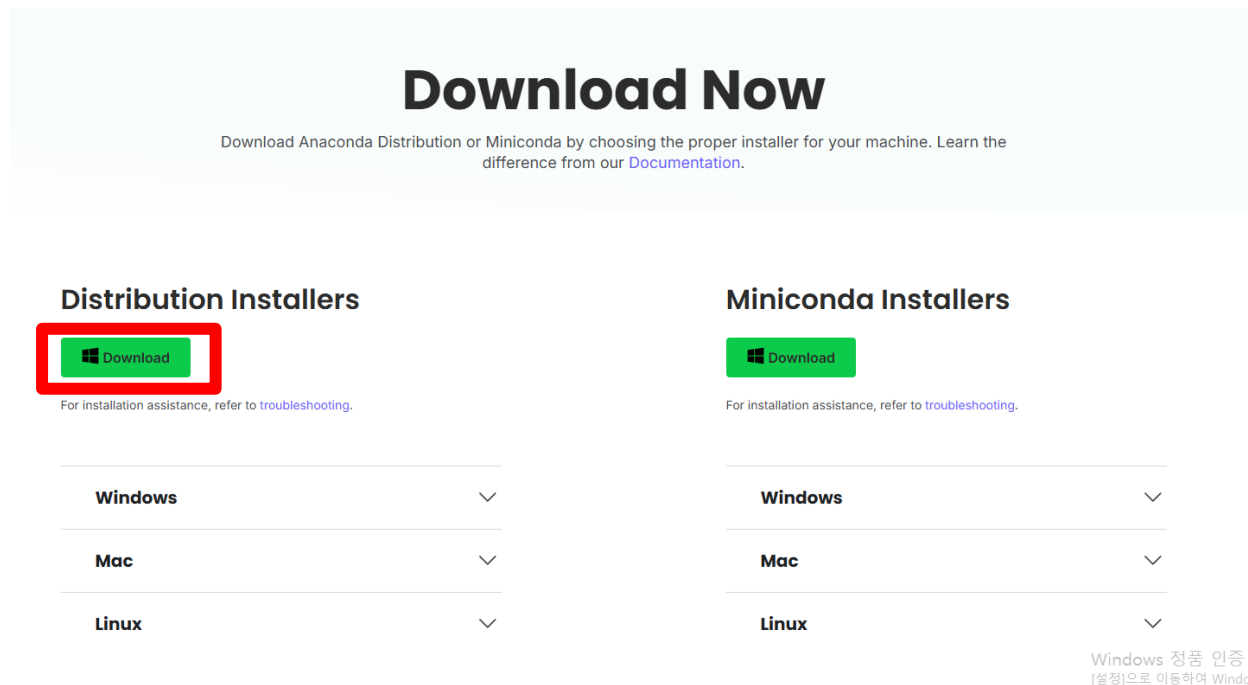 Download Now
Download Anaconda Distribution or Miniconda by choosing the proper installer for your machine. Learn the
difference from our Documentation.
Distribution Installers
Download
For installation assistance, refer to troubleshooting.
Windows
Mac
Linux
Miniconda Installers
Download
For installation assistance, refer to troubleshooting.
Windows
Mac
Linux
Windows 정품 인증
[설정]으로 이동하여